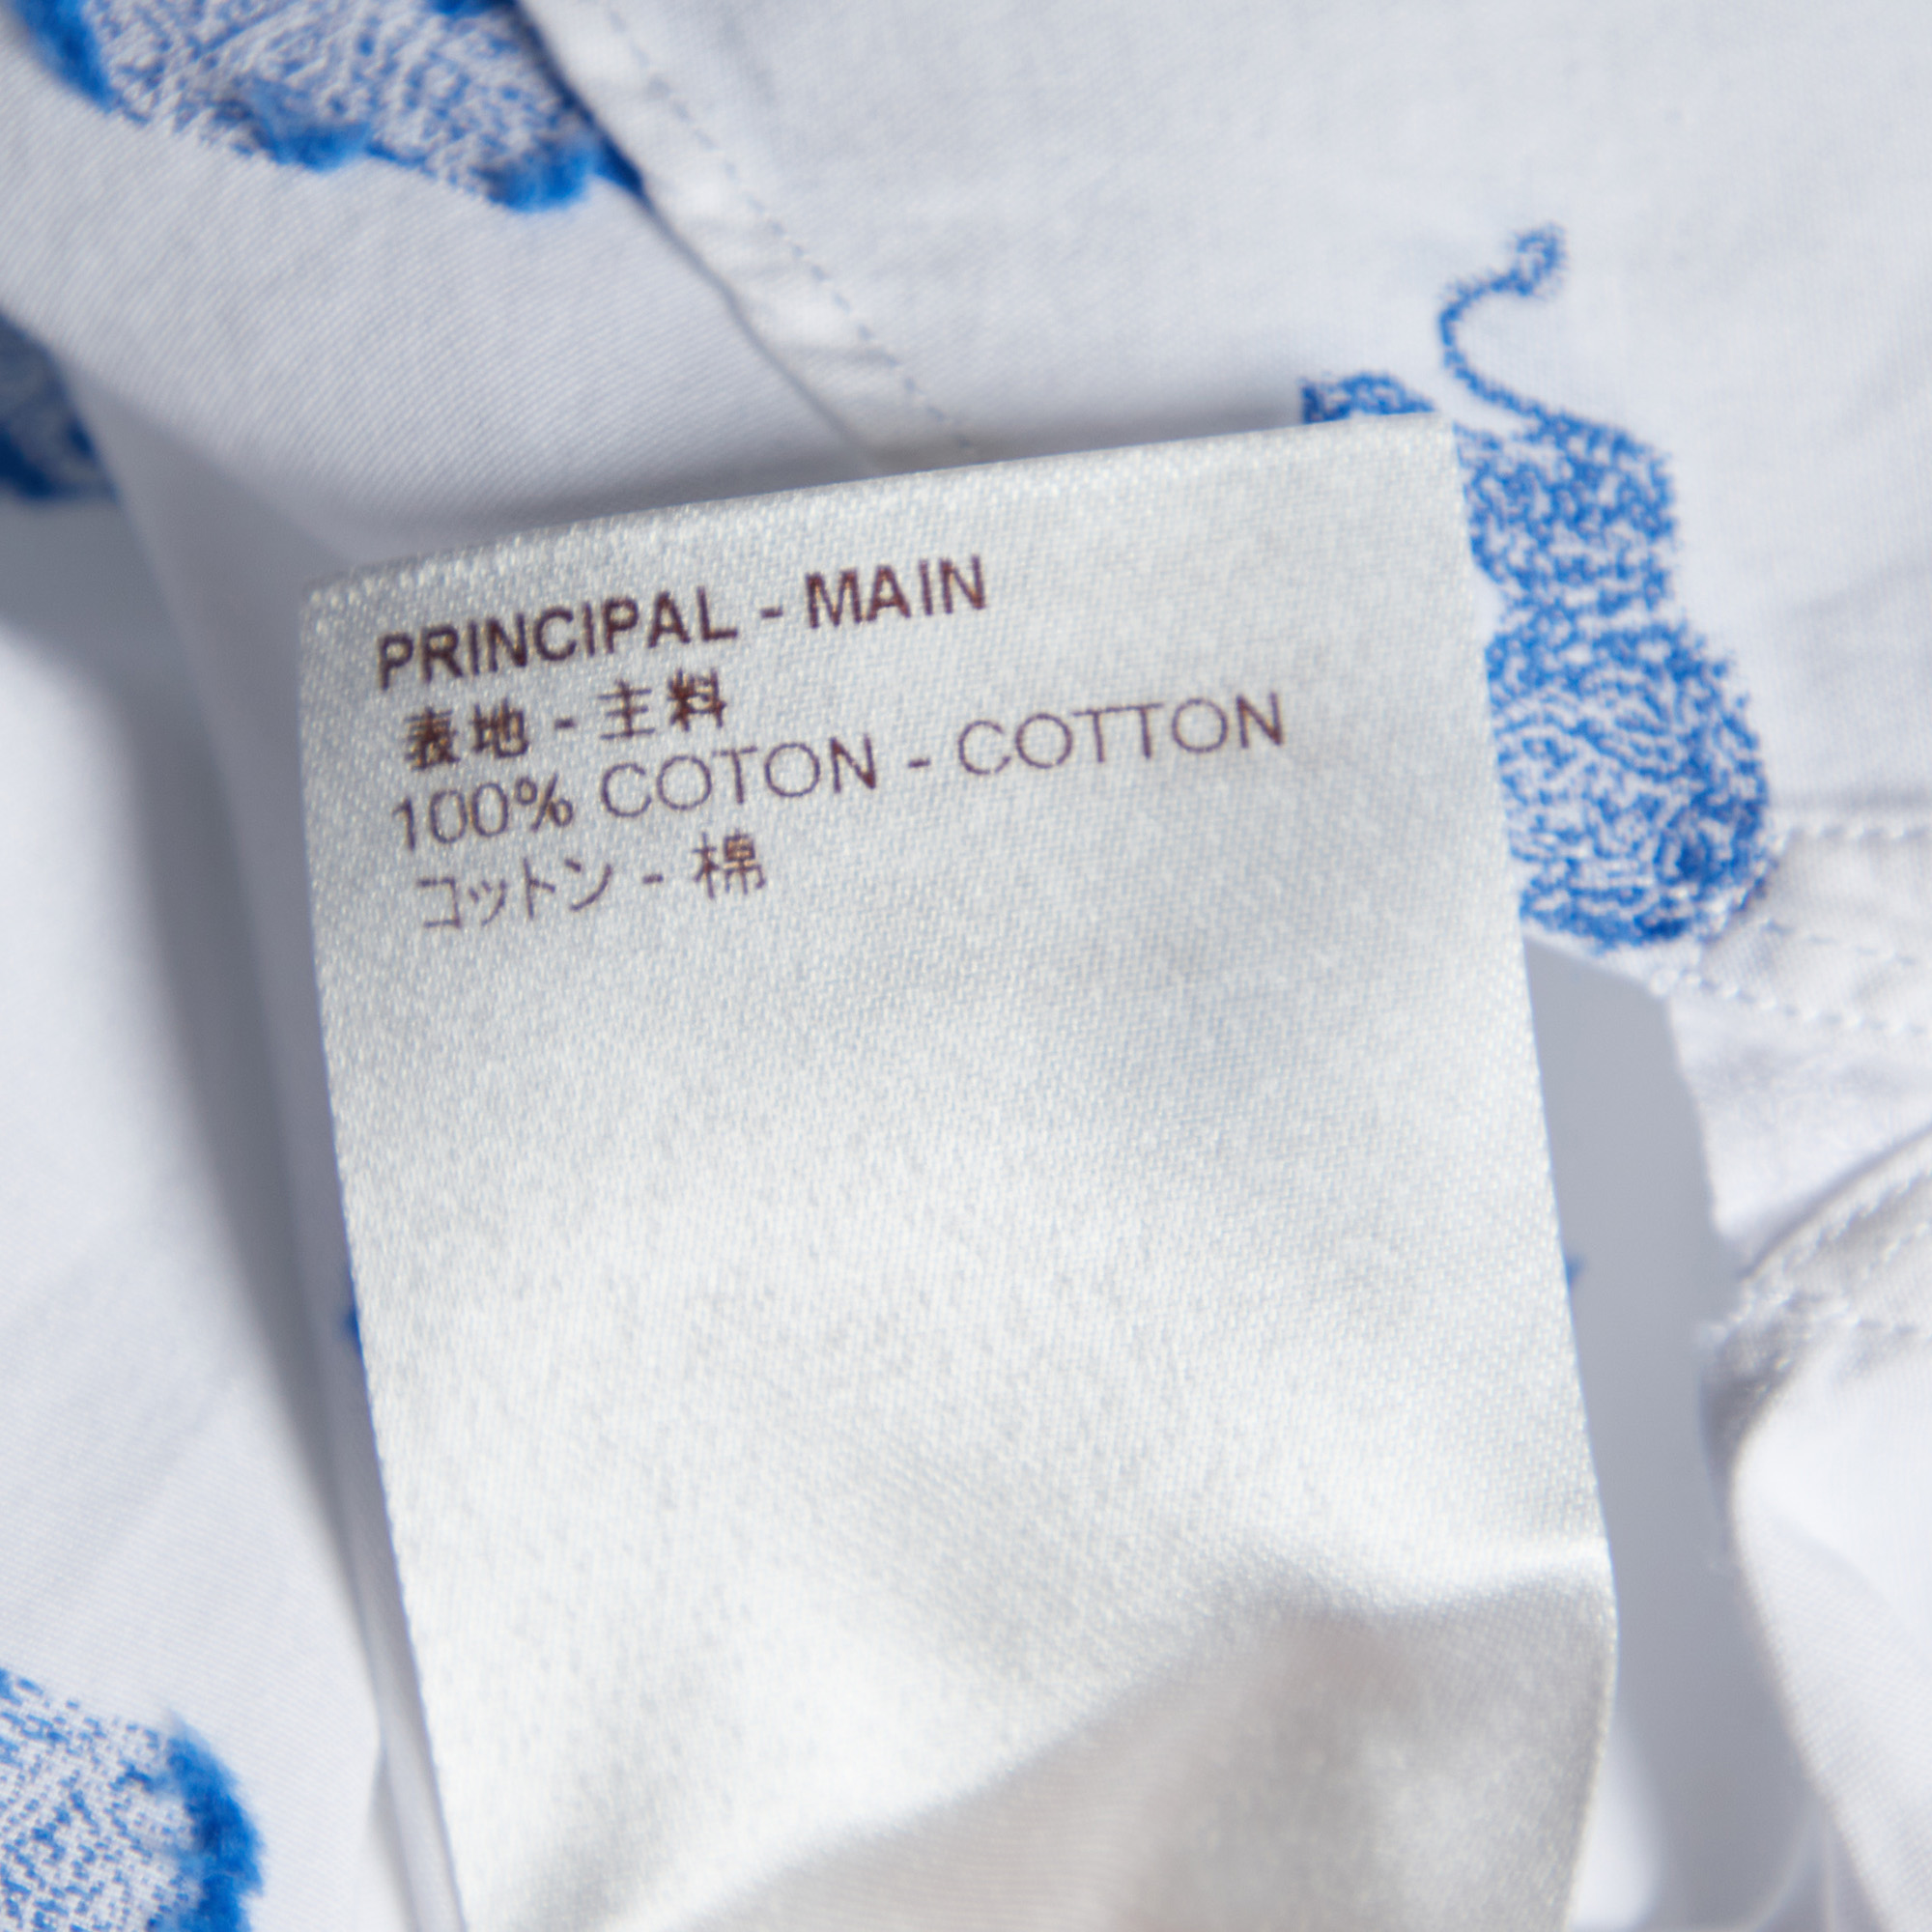 PRINCIPAL - MAIN
表地 - 主料
100% COTON - COTTON
コットン - 棉